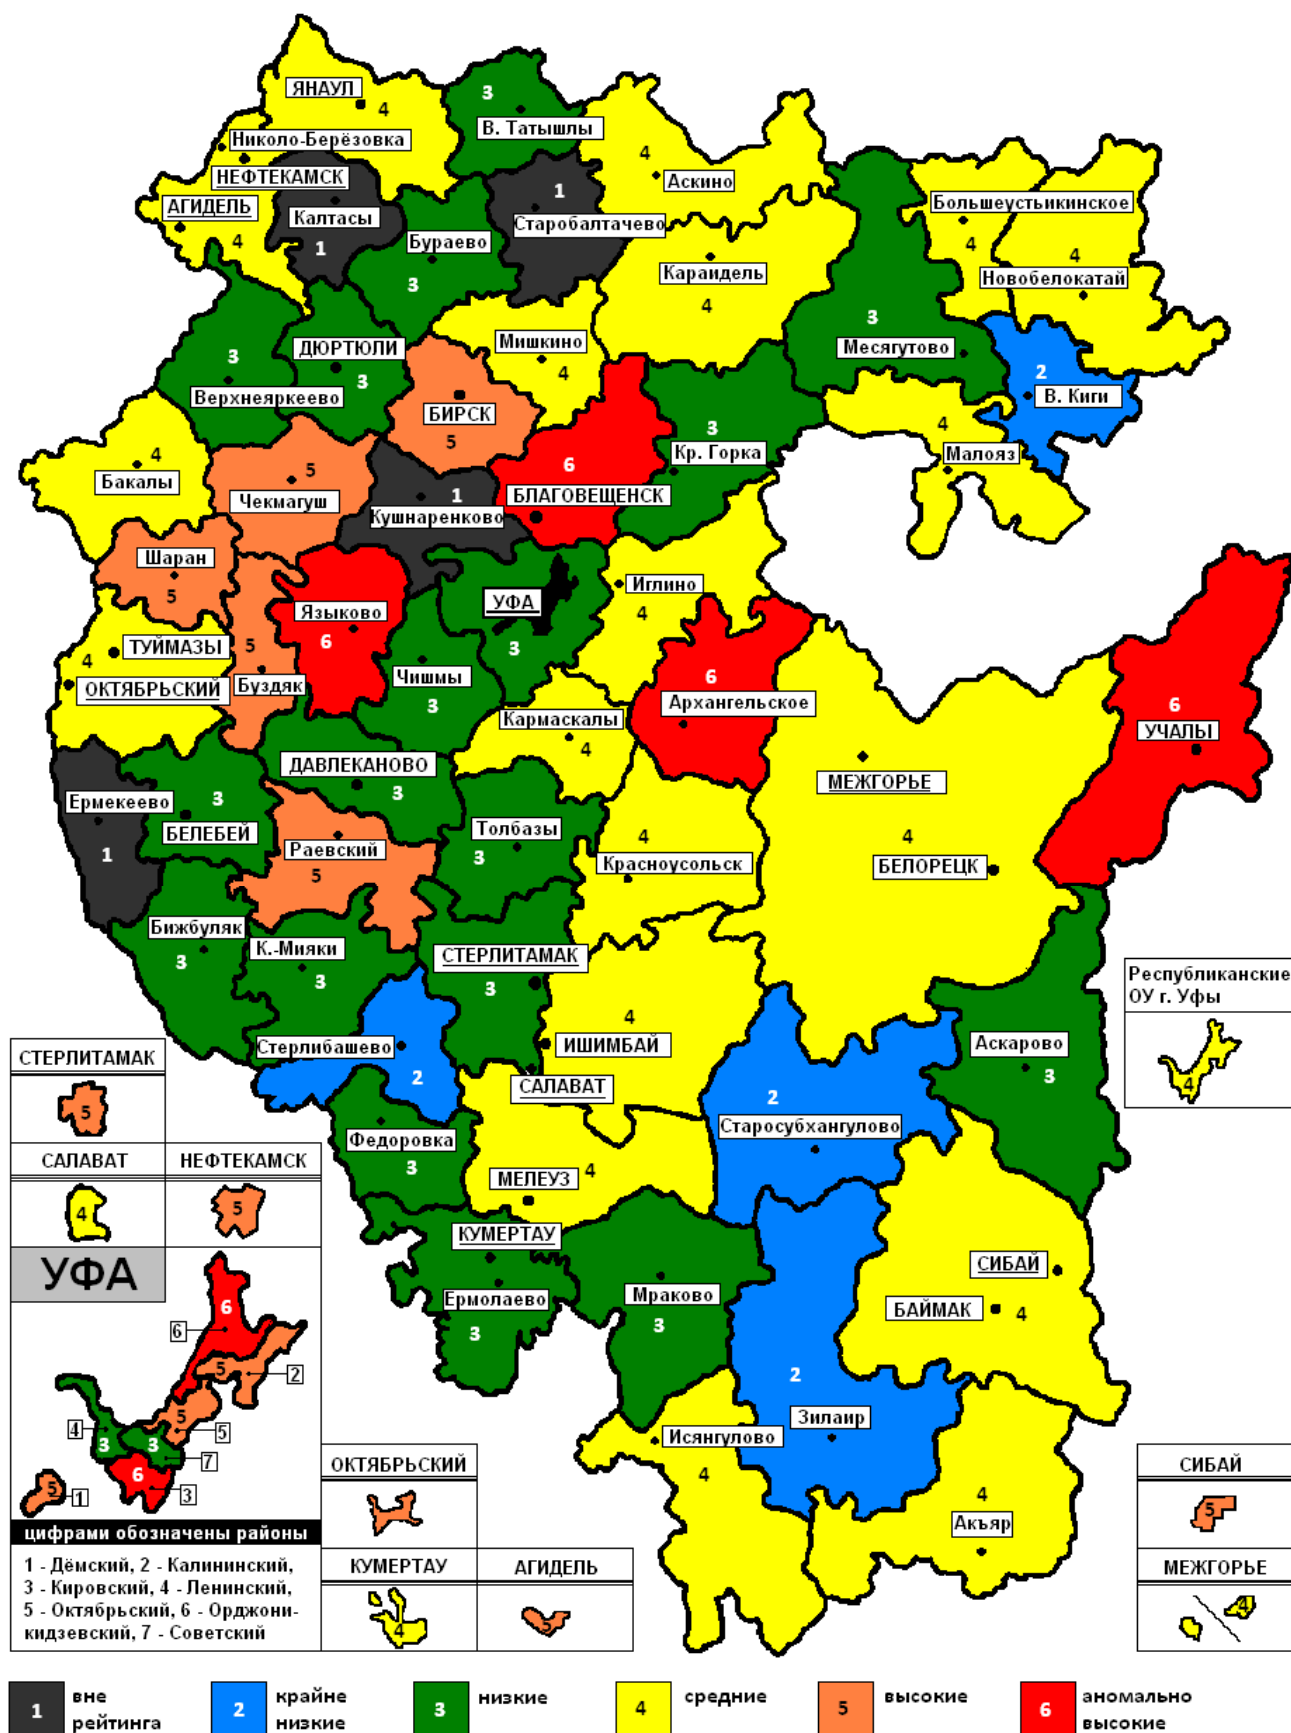 ЯНАУЛ
4
3
В. Татышлы
Николо-Берёзовка
НЕФТЕКАМСК
4
Аскино
АГИДЕЛЬ
4
Калтасы
1
1
Старобалтачево
Бураево
3
Караидель
4
Большеустьикинское
4
4
Новобелокатай
3
Месягутово
2
В. Киги
3
Верхнеяркеево
ДЮРТЮЛИ
3
Мишкино
4
БИРСК
5
3
Кр. Горка
4
Малояз
4
Бакалы
5
Чекмагуш
1
Кушнаренково
6
БЛАГОВЕЩЕНСК
Шаран
5
Языково
6
УФА
3
Иглино
4
ТУЙМАЗЫ
4
ОКТЯБРЬСКИЙ
5
Буздяк
Чишмы
3
Кармаскалы
4
6
Архангельское
6
УЧАЛЫ
ДАВЛЕКАНОВО
3
МЕЖГОРЬЕ
Ермекеево
1
3
БЕЛЕБЕЙ
Раевский
5
Толбазы
3
4
Красноусольск
4
БЕЛОРЕЦК
Бижбуляк
3
К.-Мияки
3
СТЕРЛИТАМАК
3
4
ИШИМБАЙ
Республиканские
ОУ г. Уфы
4
Аскарово
3
Стерлибашево
2
САЛАВАТ
2
Старосубхангулово
Федоровка
3
МЕЛЕУЗ
4
КУМЕРТАУ
Ермолаево
3
Мраково
3
СИБАЙ
БАЙМАК
4
2
Зилаир
Исянгулово
4
4
Акъяр
СТЕРЛИТАМАК
5
САЛАВАТ
НЕФТЕКАМСК
4
5
УФА
6
6
5
2
5
5
4
3
3
7
6
3
5
1
цифрами обозначены районы
1 - Дёмский, 2 - Калининский,
3 - Кировский, 4 - Ленинский,
5 - Октябрьский, 6 - Орджони-
кидзевский, 7 - Советский
ОКТЯБРЬСКИЙ
КУМЕРТАУ
АГИДЕЛЬ
4
5
СИБАЙ
5
МЕЖГОРЬЕ
4
1 вне рейтинга
2 крайне низкие
3 низкие
4 средние
5 высокие
6 аномально высокие